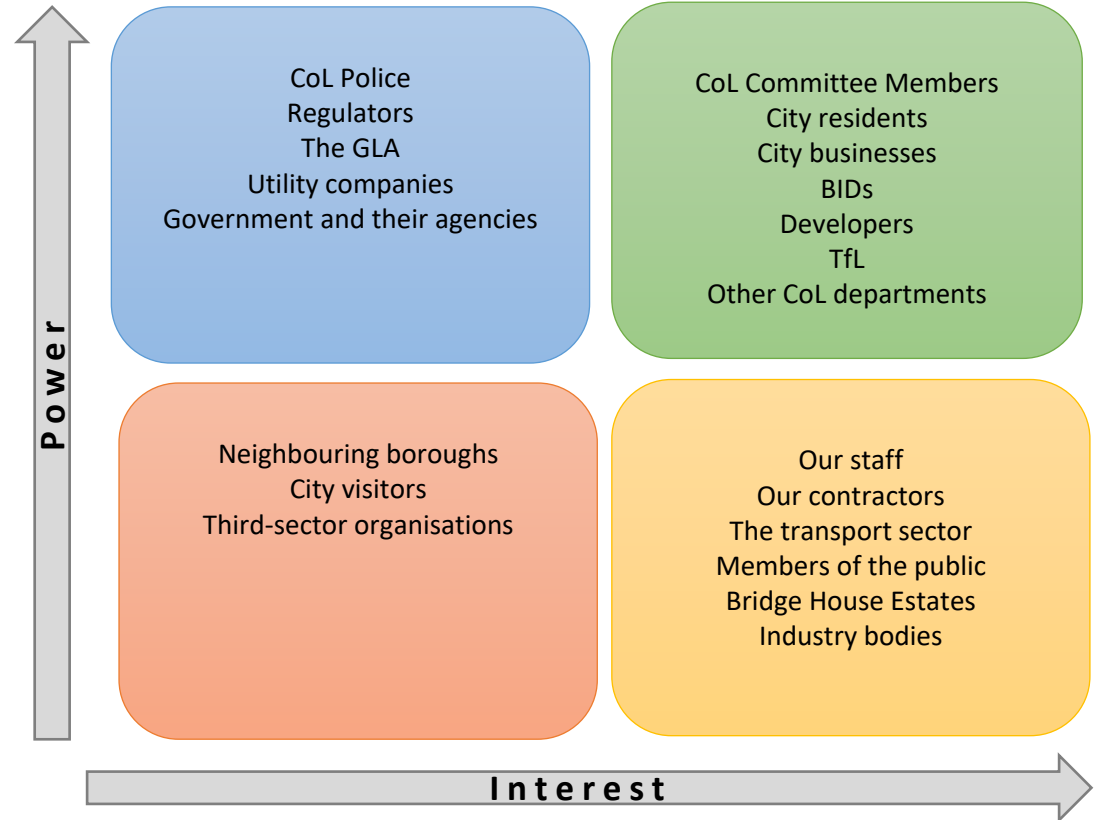 CoL Police
Regulators
The GLA
Utility companies
Government and their agencies
CoL Committee Members
City residents
City businesses
BIDs
Developers
TfL
Other CoL departments
Power
Neighbouring boroughs
City visitors
Third-sector organisations
Our staff
Our contractors
The transport sector
Members of the public
Bridge House Estates
Industry bodies
Interest